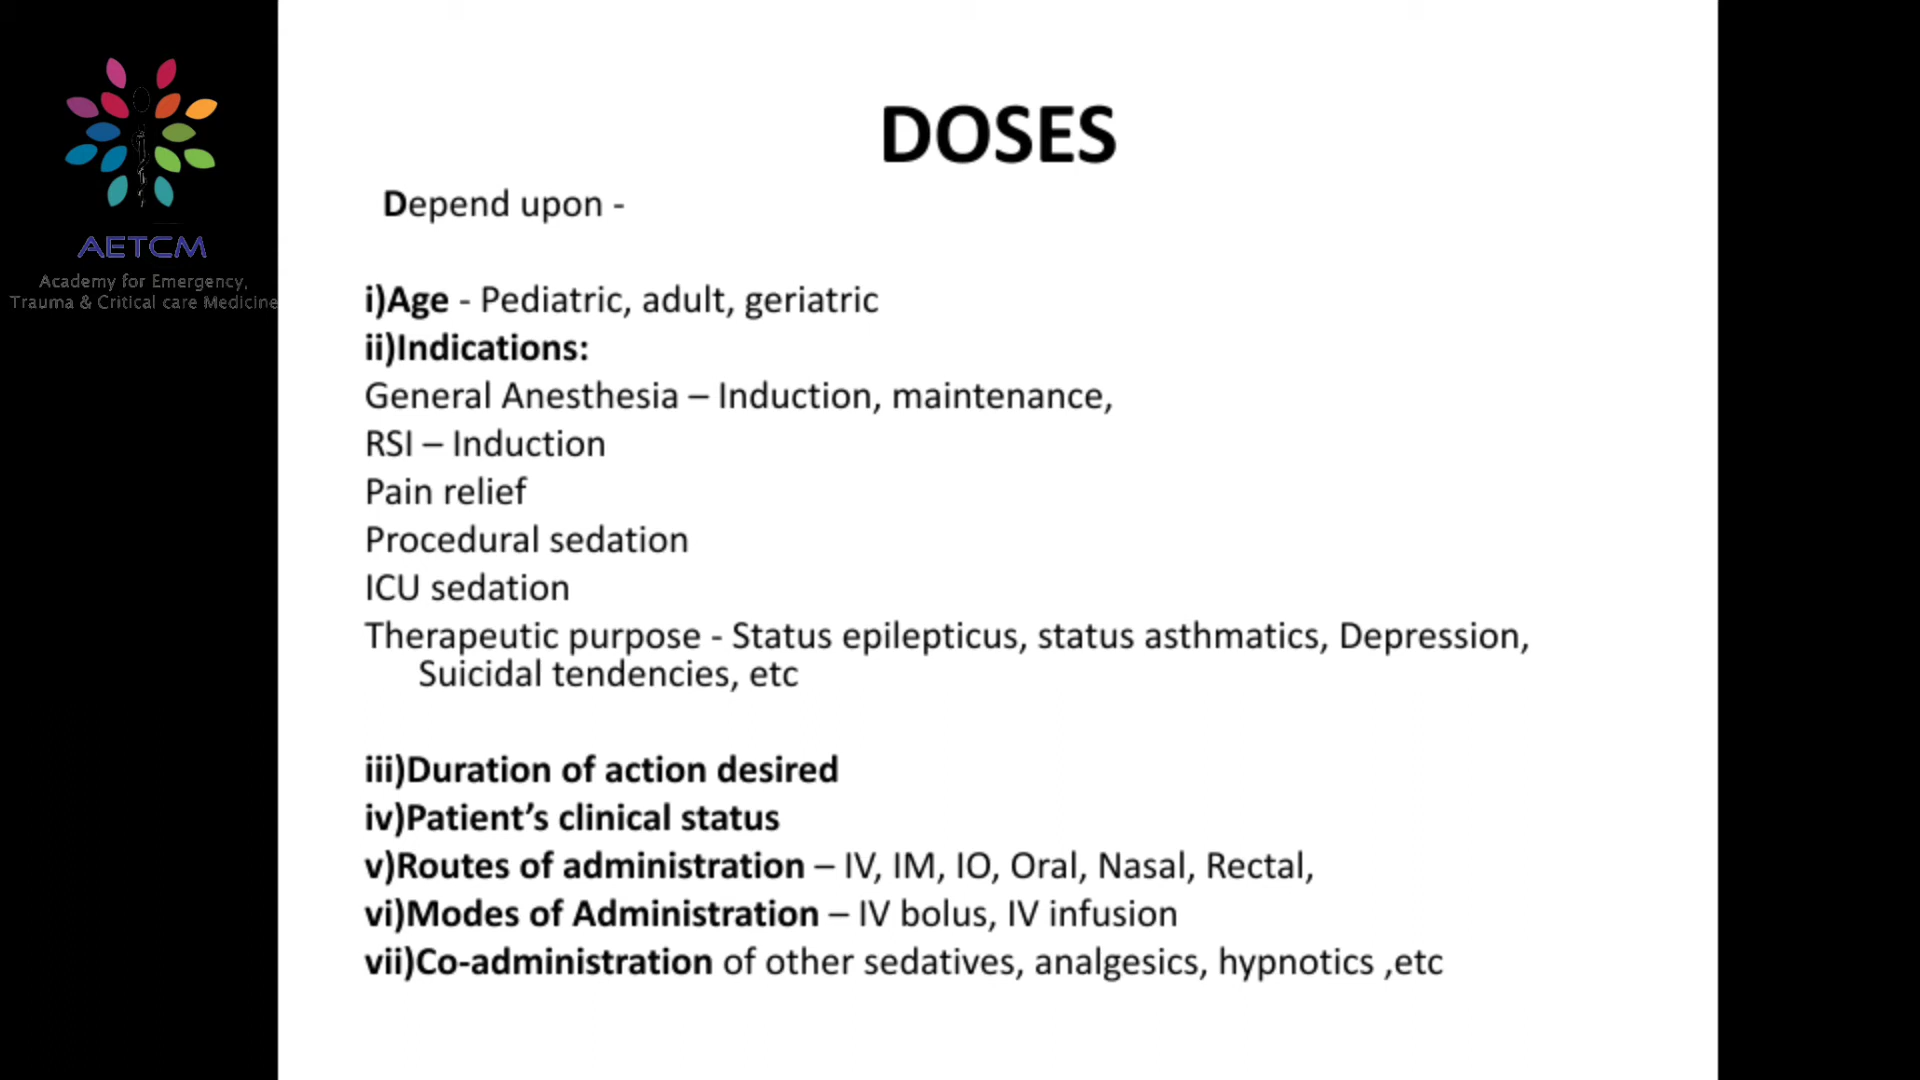 AETCM
Academy for Emergency,
Trauma & Critical care Medicine
DOSES
Depend upon -
i)Age - Pediatric, adult, geriatric
ii)Indications:
General Anesthesia – Induction, maintenance,
RSI – Induction
Pain relief
Procedural sedation
ICU sedation
Therapeutic purpose - Status epilepticus, status asthmatics, Depression,
Suicidal tendencies, etc
iii)Duration of action desired
iv)Patient’s clinical status
v)Routes of administration – IV, IM, IO, Oral, Nasal, Rectal,
vi)Modes of Administration – IV bolus, IV infusion
vii)Co-administration of other sedatives, analgesics, hypnotics ,etc